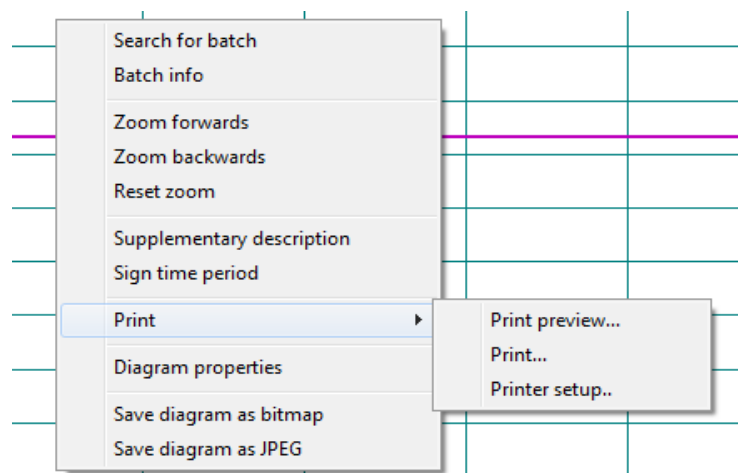 Search for batch
Batch info
Zoom forwards
Zoom backwards
Reset zoom
Supplementary description
Sign time period
Print
Print preview...
Print...
Printer setup..
Diagram properties
Save diagram as bitmap
Save diagram as JPEG